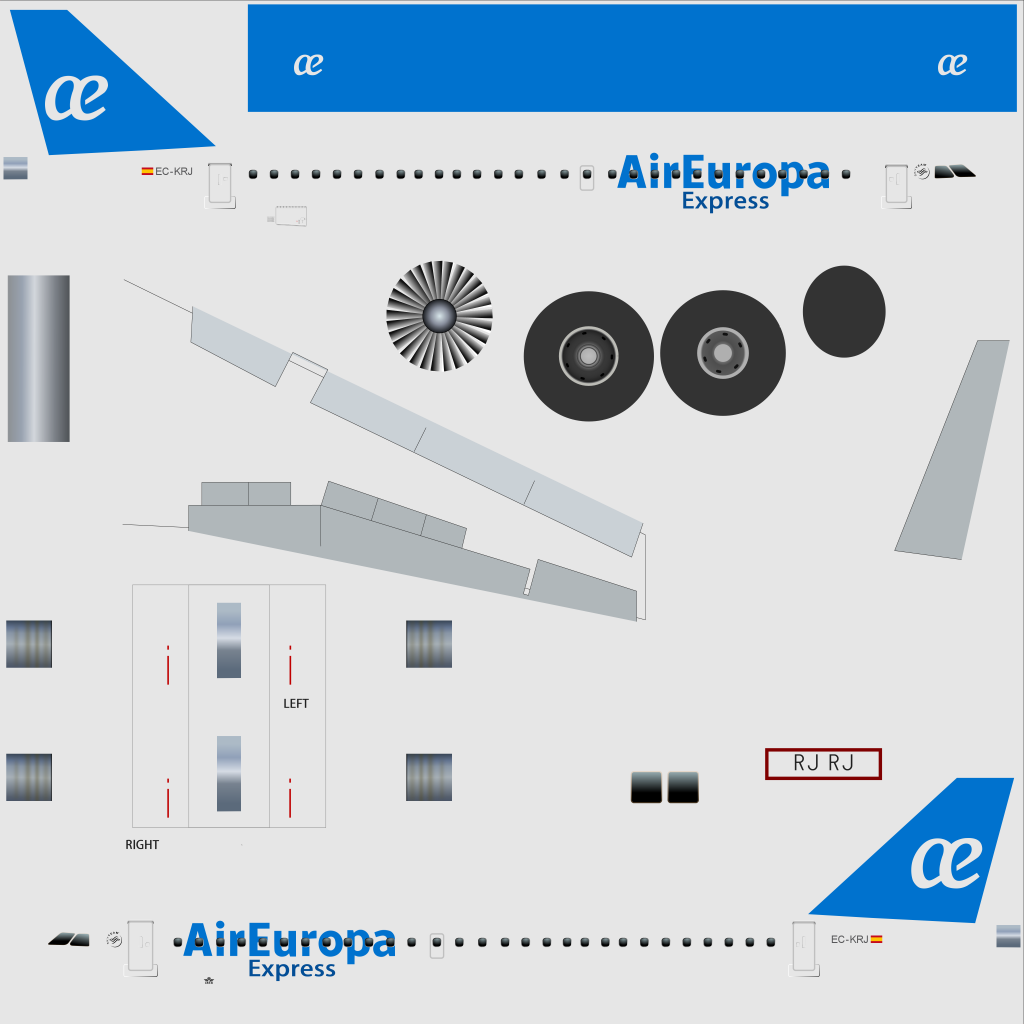 æ
æ
æ
EC-KRJ
AirEuropa
Express
LEFT
RJ RJ
RIGHT
æ
AirEuropa
Express
EC-KRJ